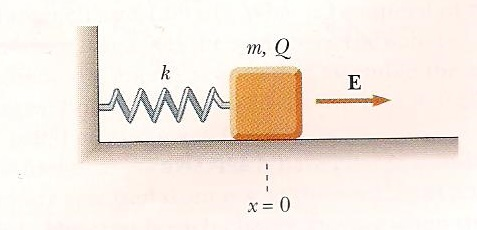 m, Q
k
E
x = 0